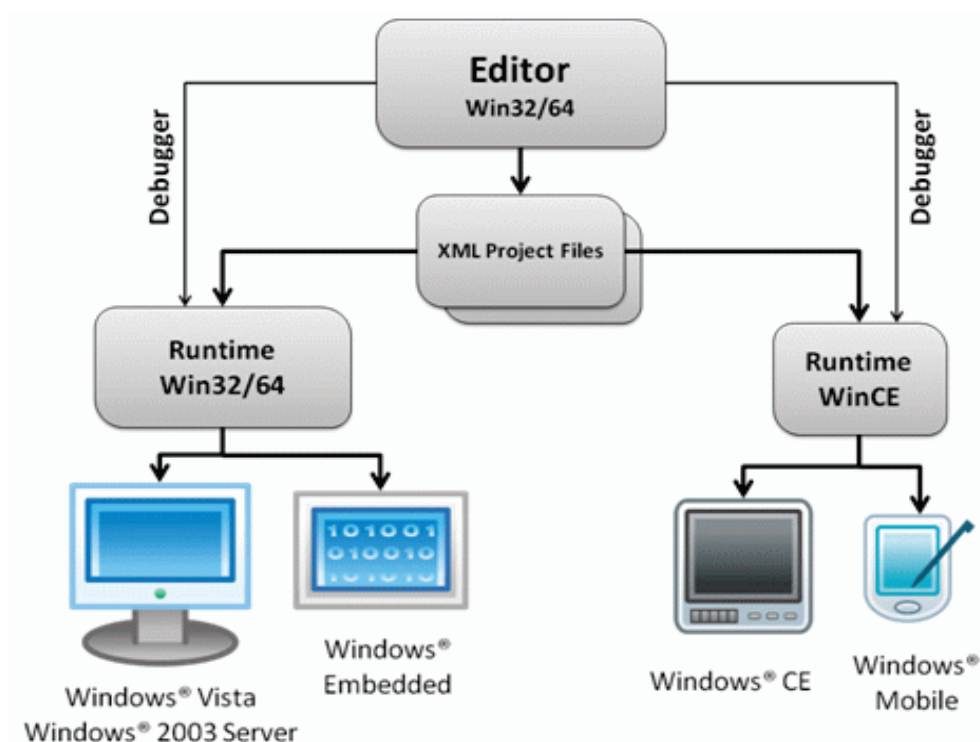 Editor
Win32/64
Debugger
Debugger
XML Project Files
Runtime
Win32/64
Runtime
WinCE
101001
010010
101010
Windows® Vista
Windows® 2003 Server
Windows®
Embedded
Windows® CE
Windows®
Mobile